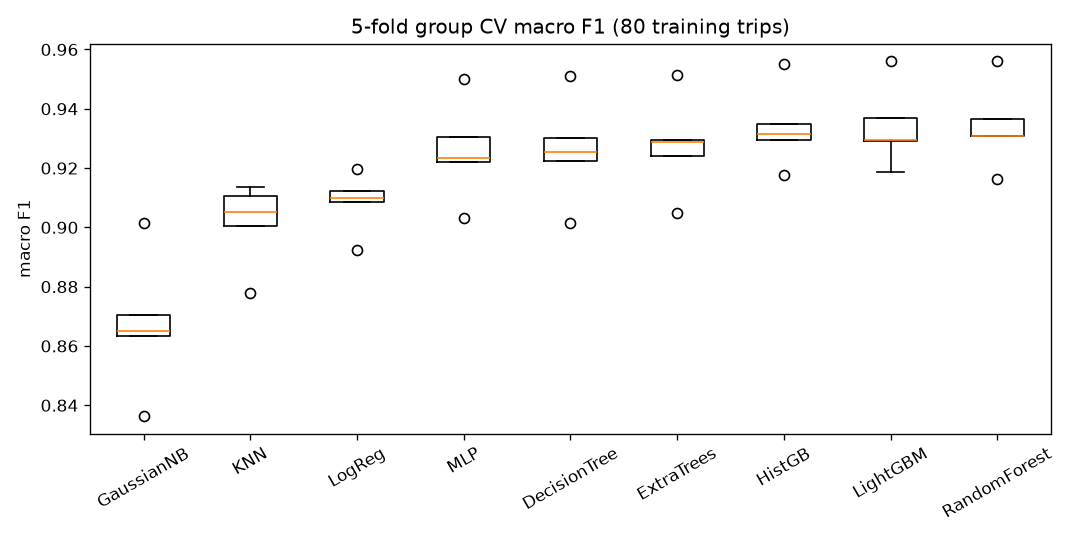 5-fold group CV macro F1 (80 training trips)
macro F1
0.96
0.94
0.92
0.90
0.88
0.86
0.84
GaussianNB
KNN
LogReg
MLP
DecisionTree
ExtraTrees
HistGB
LightGBM
RandomForest